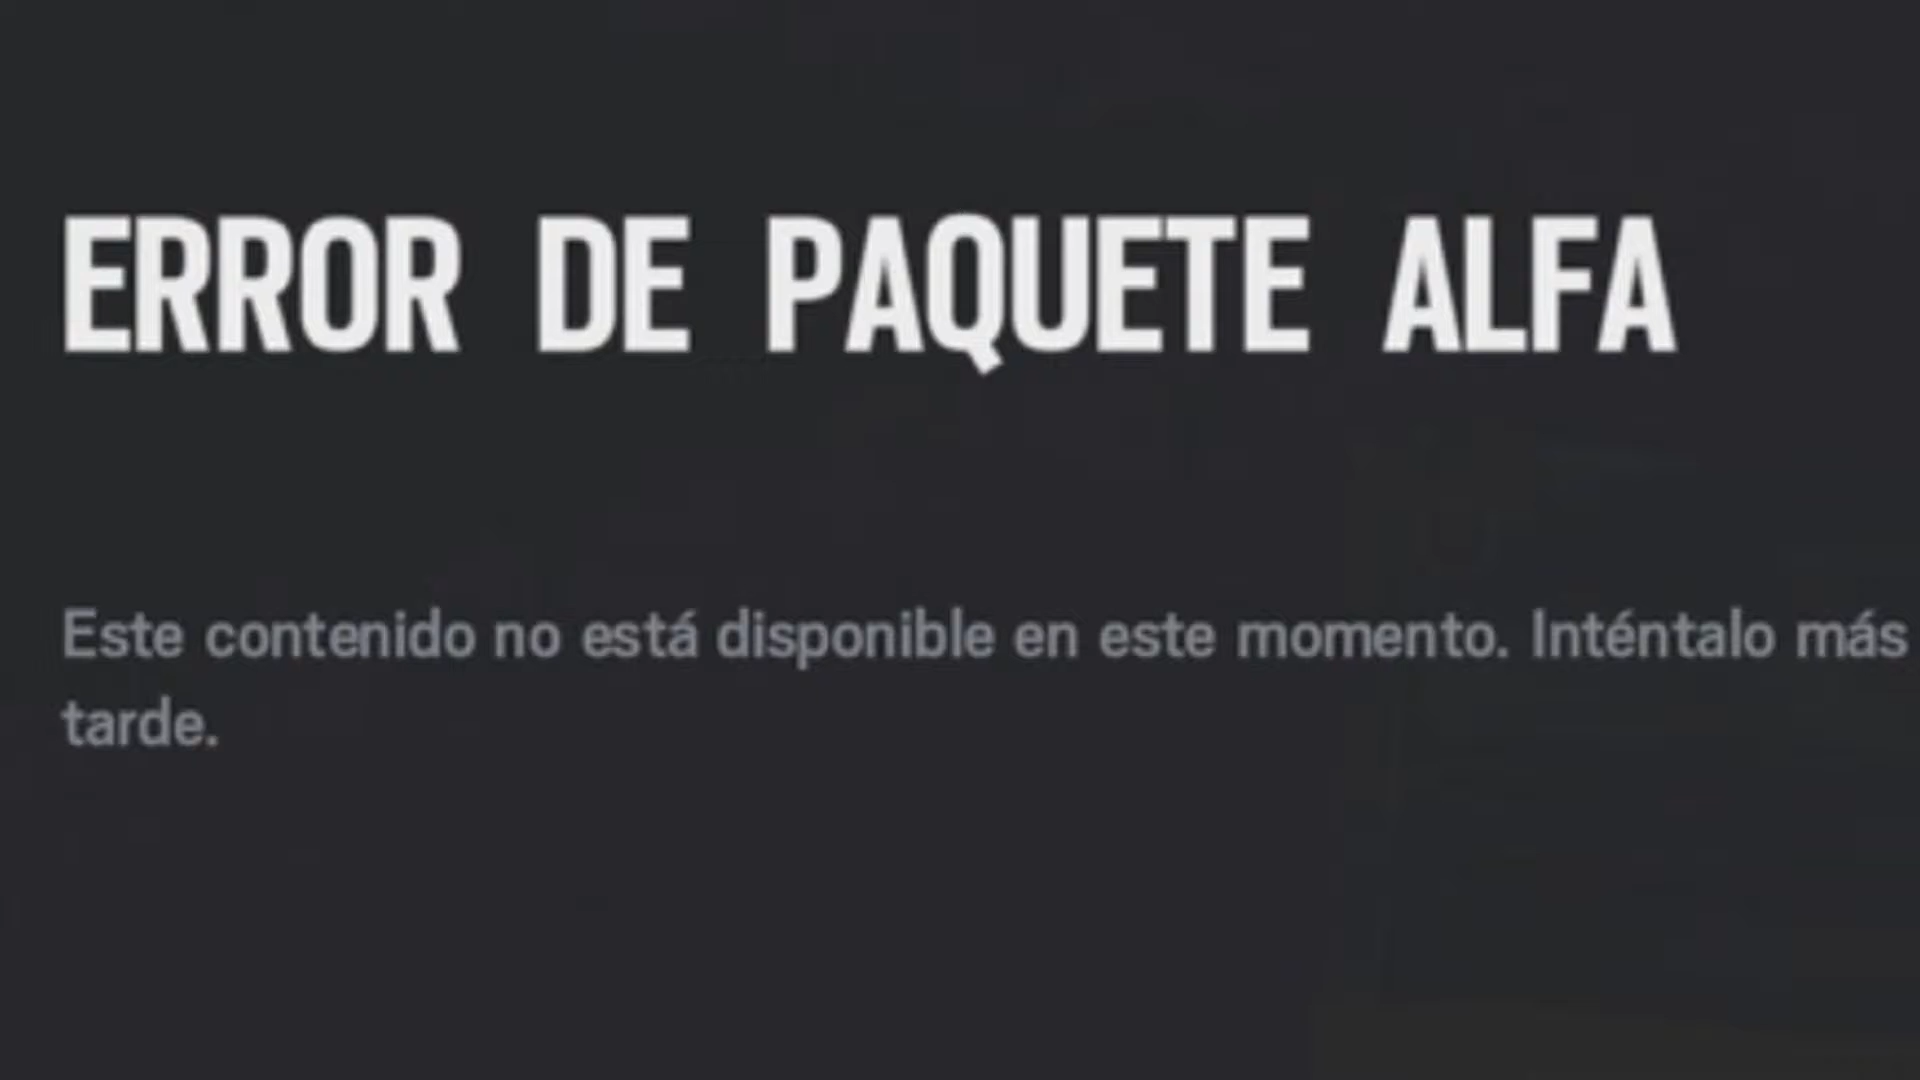 ERROR DE PAQUETE ALFA
Este contenido no está disponible en este momento. Inténtalo más
tarde.